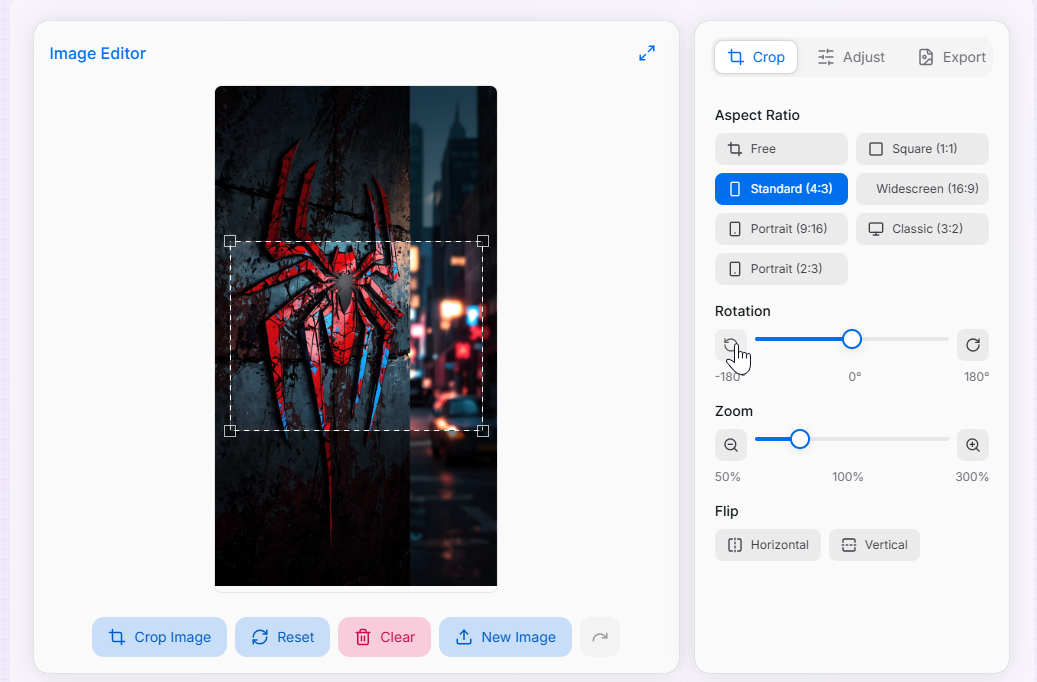 Image Editor
Crop
Adjust
Export
Aspect Ratio
Free
Square (1:1)
Standard (4:3)
Widescreen (16:9)
Portrait (9:16)
Classic (3:2)
Portrait (2:3)
Rotation
-180°
0°
180°
Zoom
50%
100%
300%
Flip
Horizontal
Vertical
Crop Image
Reset
Clear
New Image